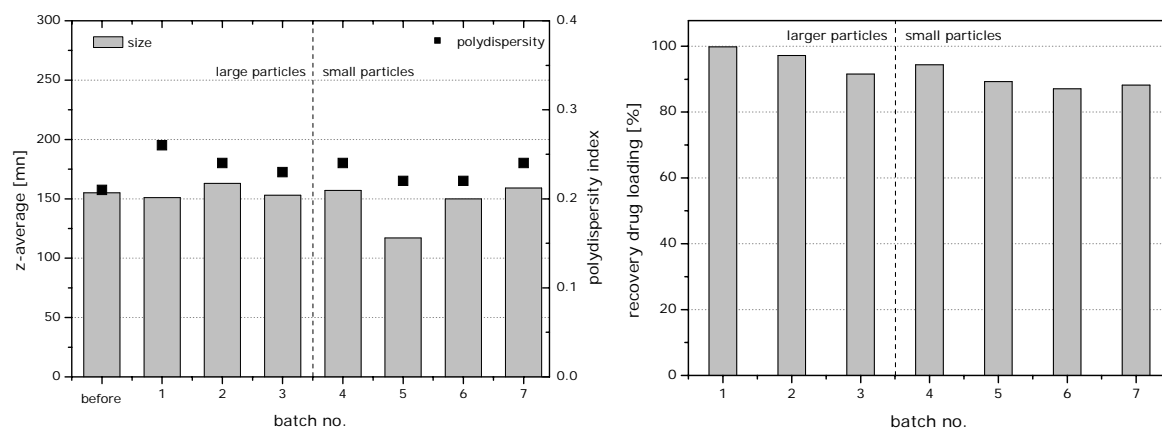 300
250
200
150
100
50
0
z-average [mn]
size
polydispersity
large particles
small particles
0.4
0.3
0.2
0.1
0.0
polydispersity index
before
1
2
3
4
5
6
7
batch no.
100
80
60
40
20
0
recovery drug loading [%]
larger particles
small particles
1
2
3
4
5
6
7
batch no.